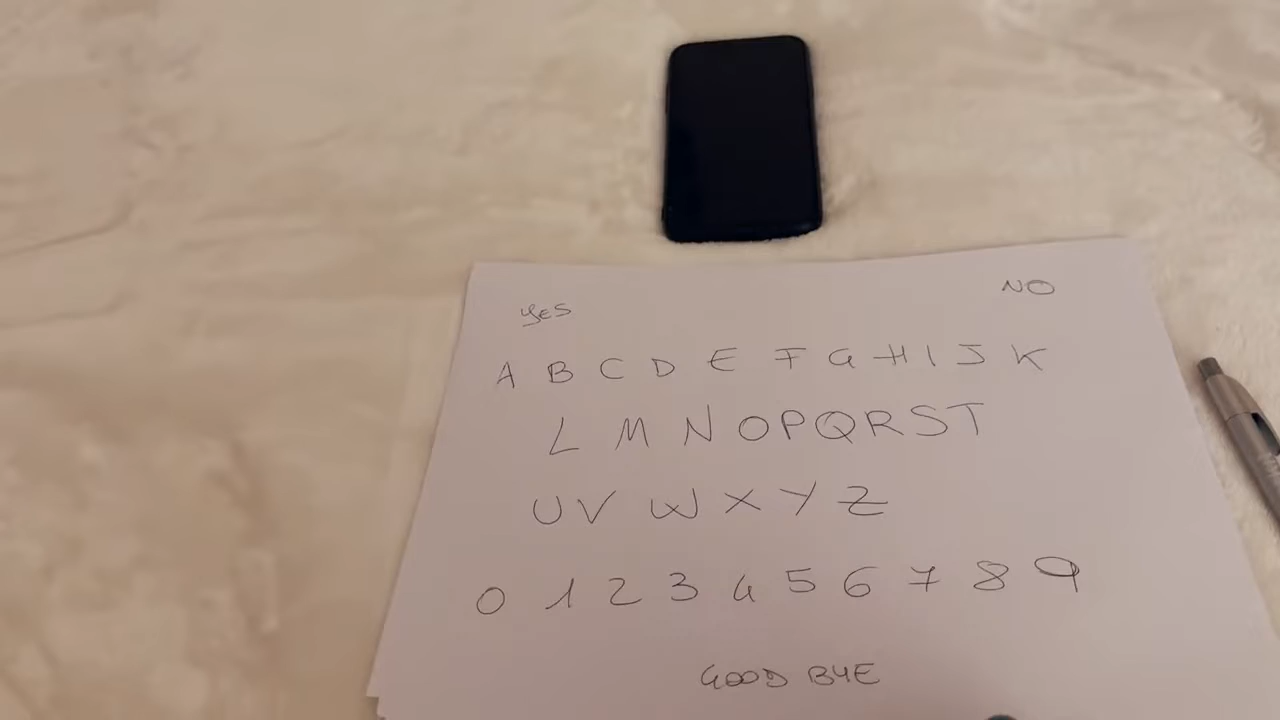 YES NO
A B C D E F G H I J K
L M N O P Q R S T
U V W X Y Z
0 1 2 3 4 5 6 7 8 9
GOOD BYE